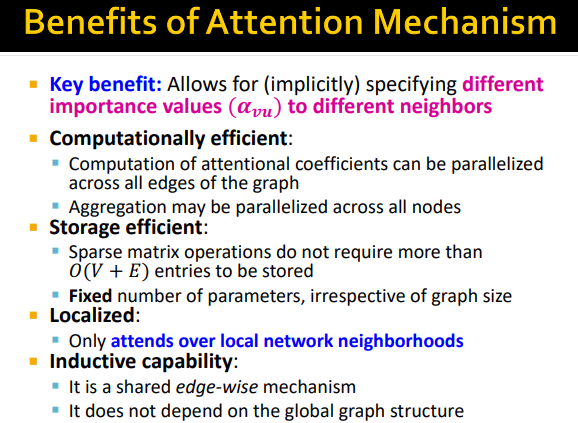 Benefits of Attention Mechanism
▪ Key benefit: Allows for (implicitly) specifying different
importance values (α𝑣𝑢) to different neighbors
▪ Computationally efficient:
▪ Computation of attentional coefficients can be parallelized
across all edges of the graph
▪ Aggregation may be parallelized across all nodes
▪ Storage efficient:
▪ Sparse matrix operations do not require more than
𝑂(𝑉 + 𝐸) entries to be stored
▪ Fixed number of parameters, irrespective of graph size
▪ Localized:
▪ Only attends over local network neighborhoods
▪ Inductive capability:
▪ It is a shared edge-wise mechanism
▪ It does not depend on the global graph structure